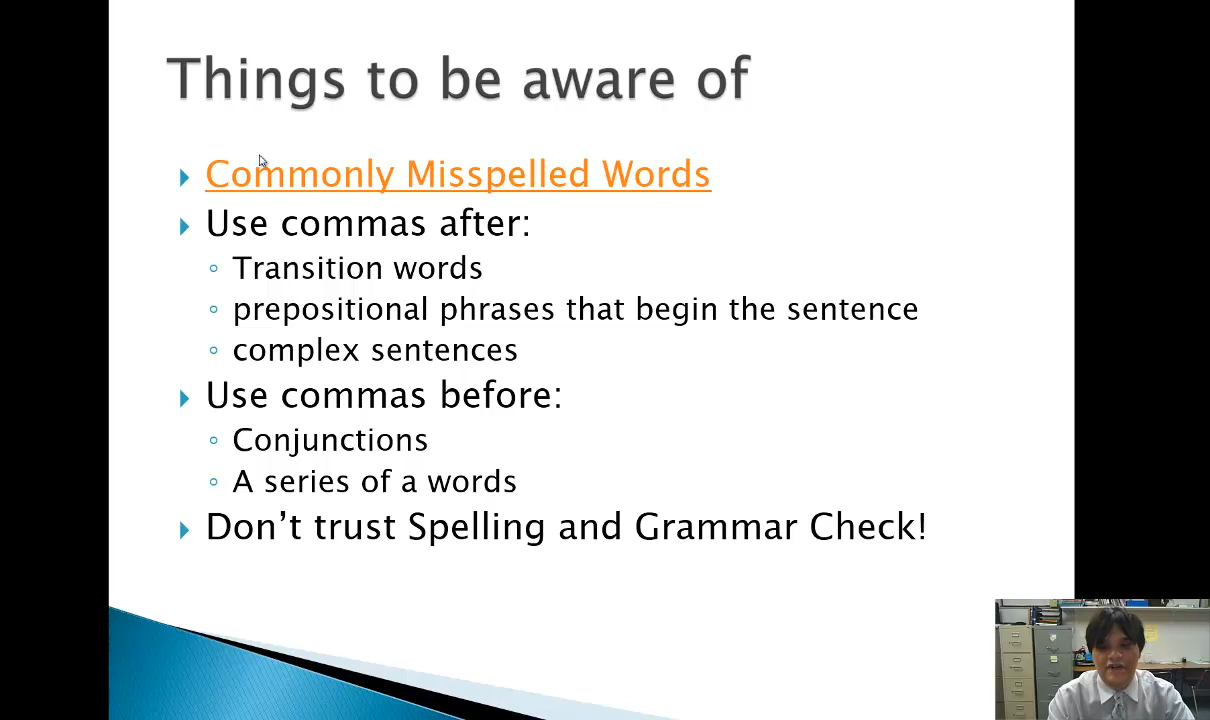 Things to be aware of
Commonly Misspelled Words
Use commas after:
Transition words
prepositional phrases that begin the sentence
complex sentences
Use commas before:
Conjunctions
A series of a words
Don’t trust Spelling and Grammar Check!